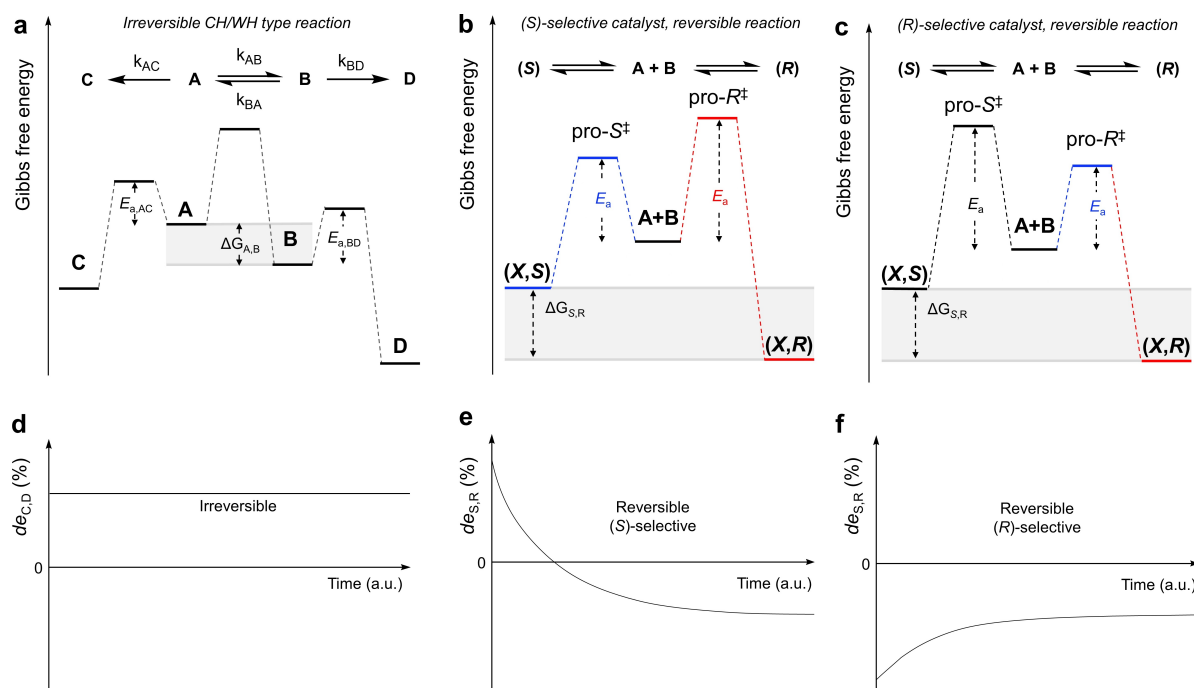 a
Irreversible CH/WH type reaction
Gibbs free energy
C
k_AC
A
k_AB
k_BA
B
k_BD
D
E_a,AC
A
ΔG_A,B
B
E_a,BD
C
D
b
(S)-selective catalyst, reversible reaction
Gibbs free energy
(S)
A + B
(R)
pro-S‡
pro-R‡
E_a
E_a
A+B
(X,S)
ΔG_S,R
(X,R)
c
(R)-selective catalyst, reversible reaction
Gibbs free energy
(S)
A + B
(R)
pro-S‡
pro-R‡
E_a
E_a
A+B
(X,S)
ΔG_S,R
(X,R)
d
de_C,D (%)
Irreversible
0
Time (a.u.)
e
de_S,R (%)
Reversible
(S)-selective
0
Time (a.u.)
f
de_S,R (%)
Reversible
(R)-selective
0
Time (a.u.)